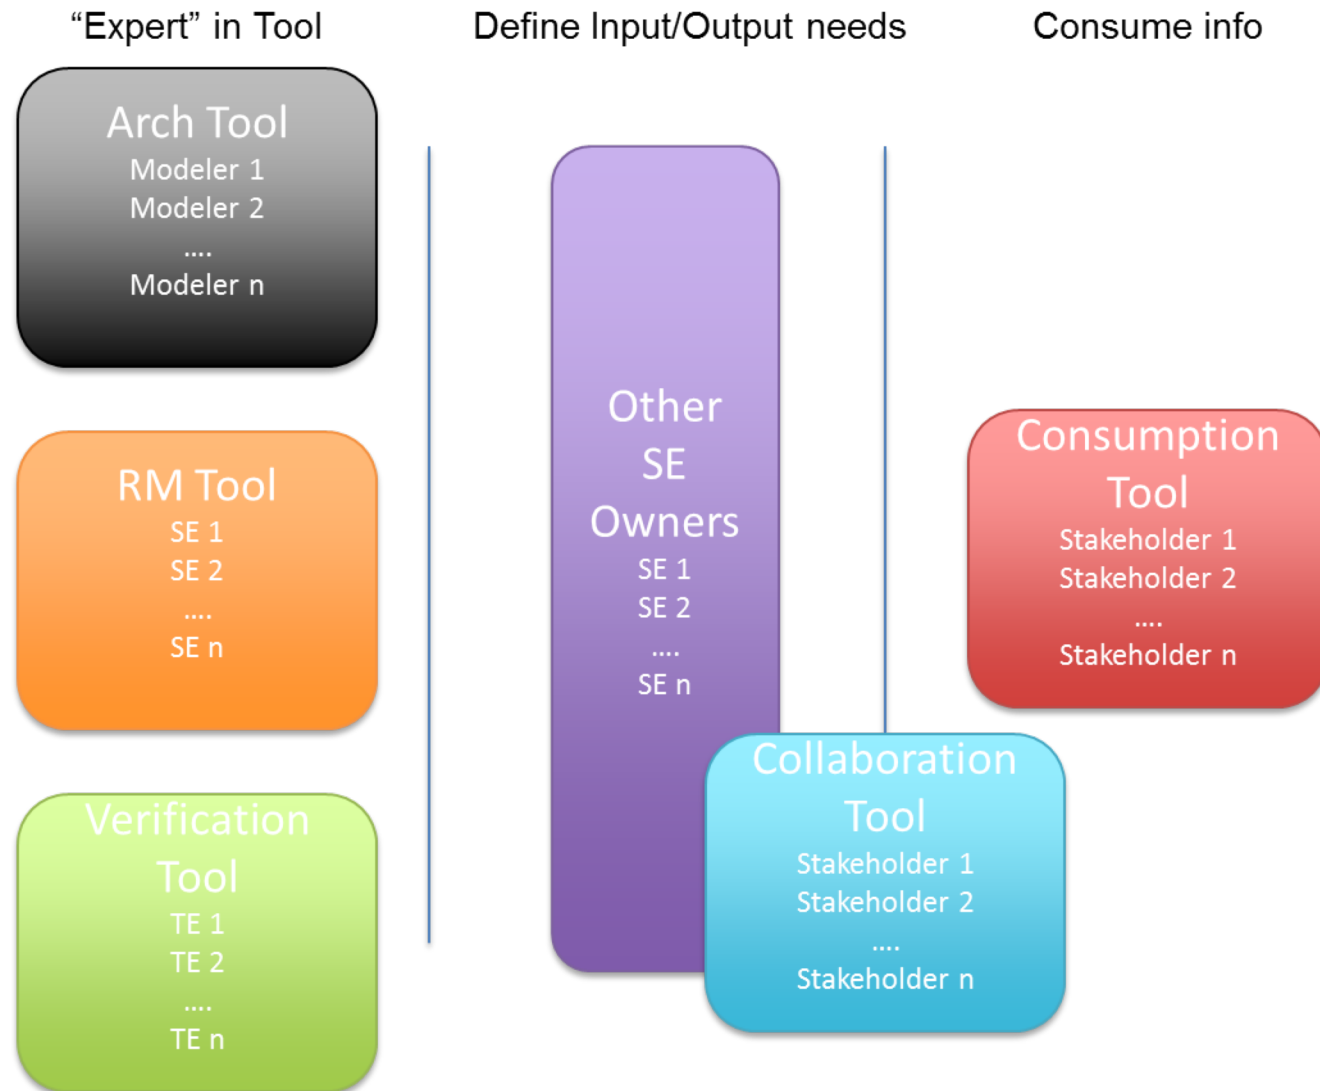 “Expert” in Tool
Define Input/Output needs
Consume info
Arch Tool
Modeler 1
Modeler 2
....
Modeler n
RM Tool
SE 1
SE 2
....
SE n
Verification
Tool
TE 1
TE 2
....
TE n
Other
SE
Owners
SE 1
SE 2
....
SE n
Collaboration
Tool
Stakeholder 1
Stakeholder 2
....
Stakeholder n
Consumption
Tool
Stakeholder 1
Stakeholder 2
....
Stakeholder n